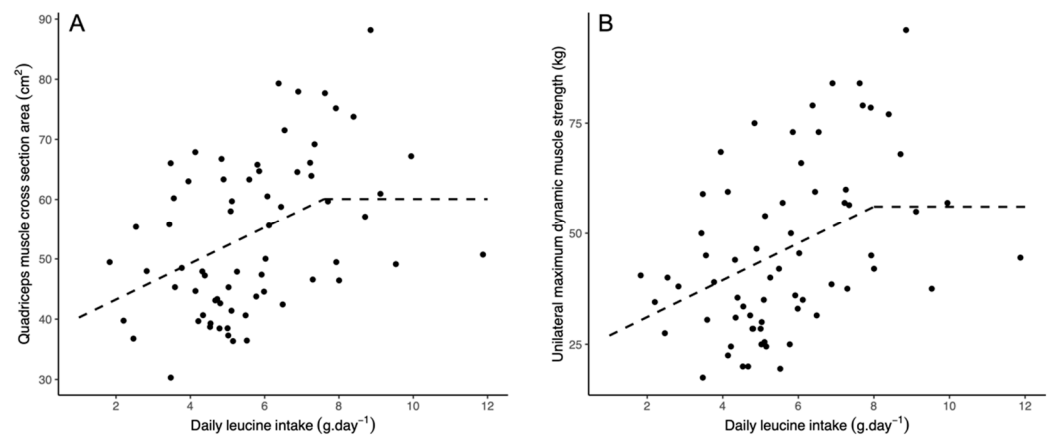 A
Quadriceps muscle cross section area (cm²)
90
80
70
60
50
40
30
2 4 6 8 10 12
Daily leucine intake (g.day⁻¹)
B
Unilateral maximum dynamic muscle strength (kg)
75
50
25
2 4 6 8 10 12
Daily leucine intake (g.day⁻¹)